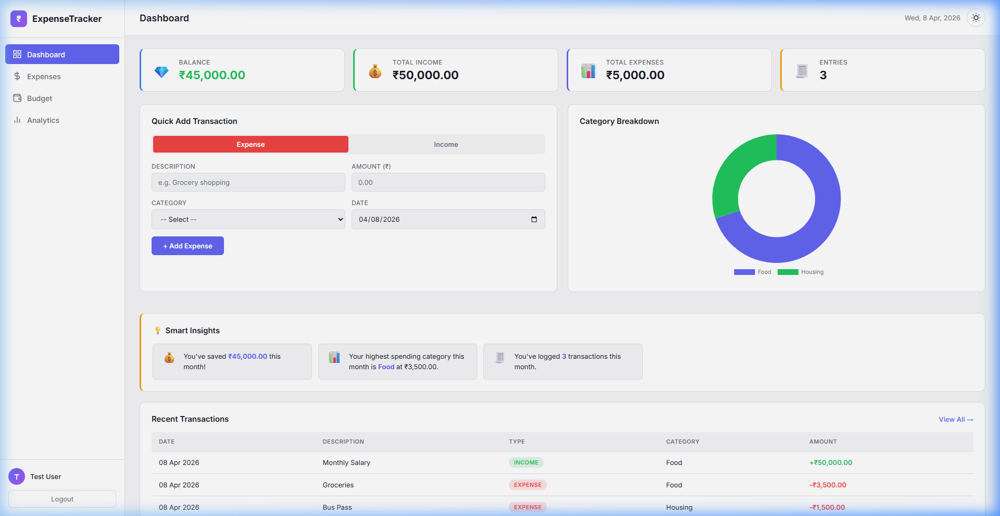 ₹ ExpenseTracker
Dashboard
Expenses
Budget
Analytics
T Test User
Logout
Dashboard
Wed, 8 Apr, 2026
BALANCE
₹45,000.00
TOTAL INCOME
₹50,000.00
TOTAL EXPENSES
₹5,000.00
ENTRIES
3
Quick Add Transaction
Expense Income
DESCRIPTION
e.g. Grocery shopping
AMOUNT (₹)
0.00
CATEGORY
-- Select --
DATE
04/08/2026
+ Add Expense
Category Breakdown
Food Housing
Smart Insights
You've saved ₹45,000.00 this
month!
Your highest spending category this
month is Food at ₹3,500.00.
You've logged 3 transactions this
month.
Recent Transactions
View All →
DATE DESCRIPTION TYPE CATEGORY AMOUNT
08 Apr 2026 Monthly Salary INCOME Food +₹50,000.00
08 Apr 2026 Groceries EXPENSE Food -₹3,500.00
08 Apr 2026 Bus Pass EXPENSE Housing -₹1,500.00